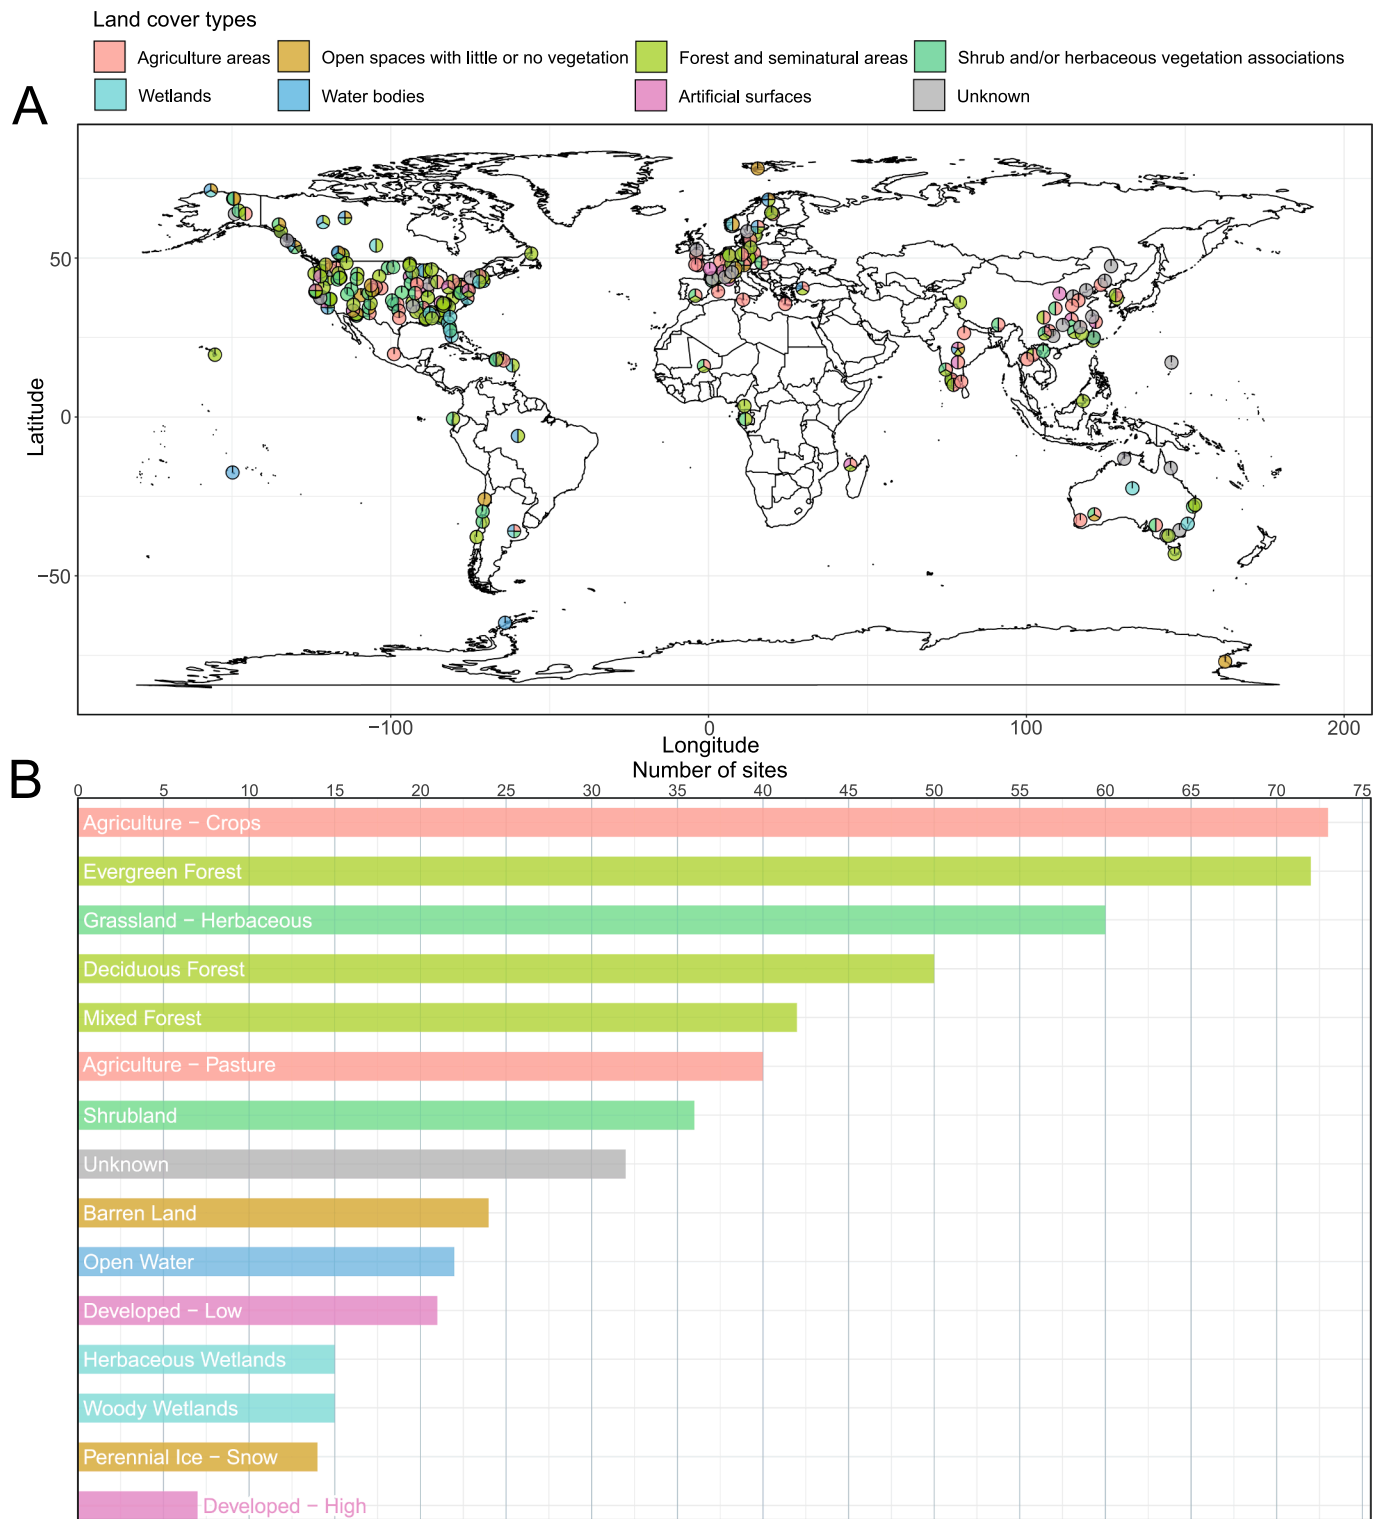 Land cover types
Agriculture areas
Open spaces with little or no vegetation
Forest and seminatural areas
Shrub and/or herbaceous vegetation associations
Wetlands
Water bodies
Artificial surfaces
Unknown
A
Latitude
50
0
−50
−100
0
100
200
Longitude
B
Number of sites
0 5 10 15 20 25 30 35 40 45 50 55 60 65 70 75
Agriculture − Crops
Evergreen Forest
Grassland − Herbaceous
Deciduous Forest
Mixed Forest
Agriculture − Pasture
Shrubland
Unknown
Barren Land
Open Water
Developed − Low
Herbaceous Wetlands
Woody Wetlands
Perennial Ice − Snow
Developed − High